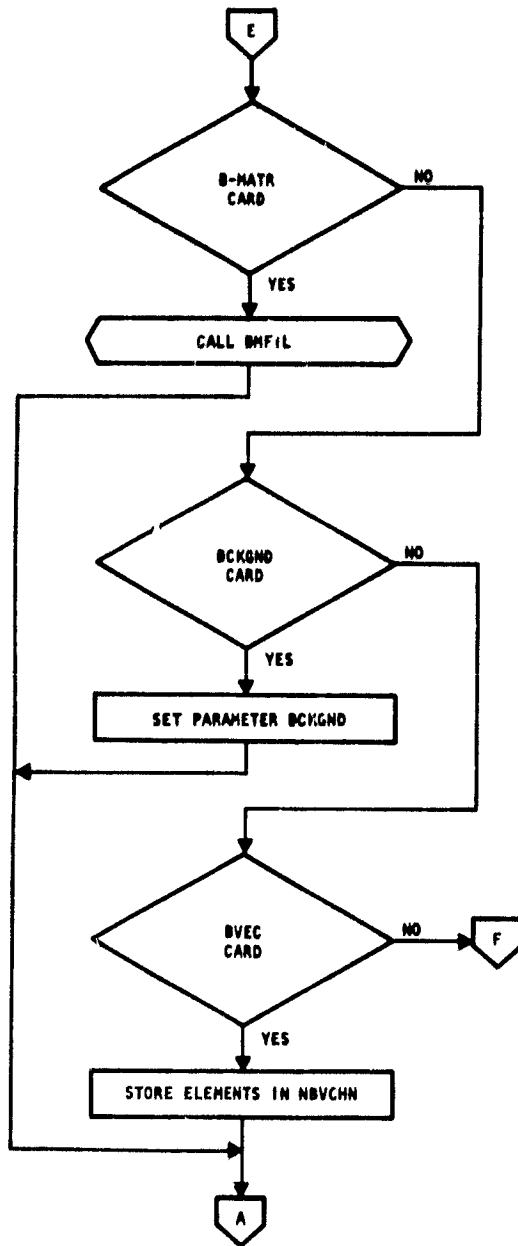 E
B-MATR
CARD
NO
YES
CALL BMFIL
BCKGND
CARD
NO
YES
SET PARAMETER BCKGND
BVEC
CARD
NO
F
YES
STORE ELEMENTS IN NBVCHN
A